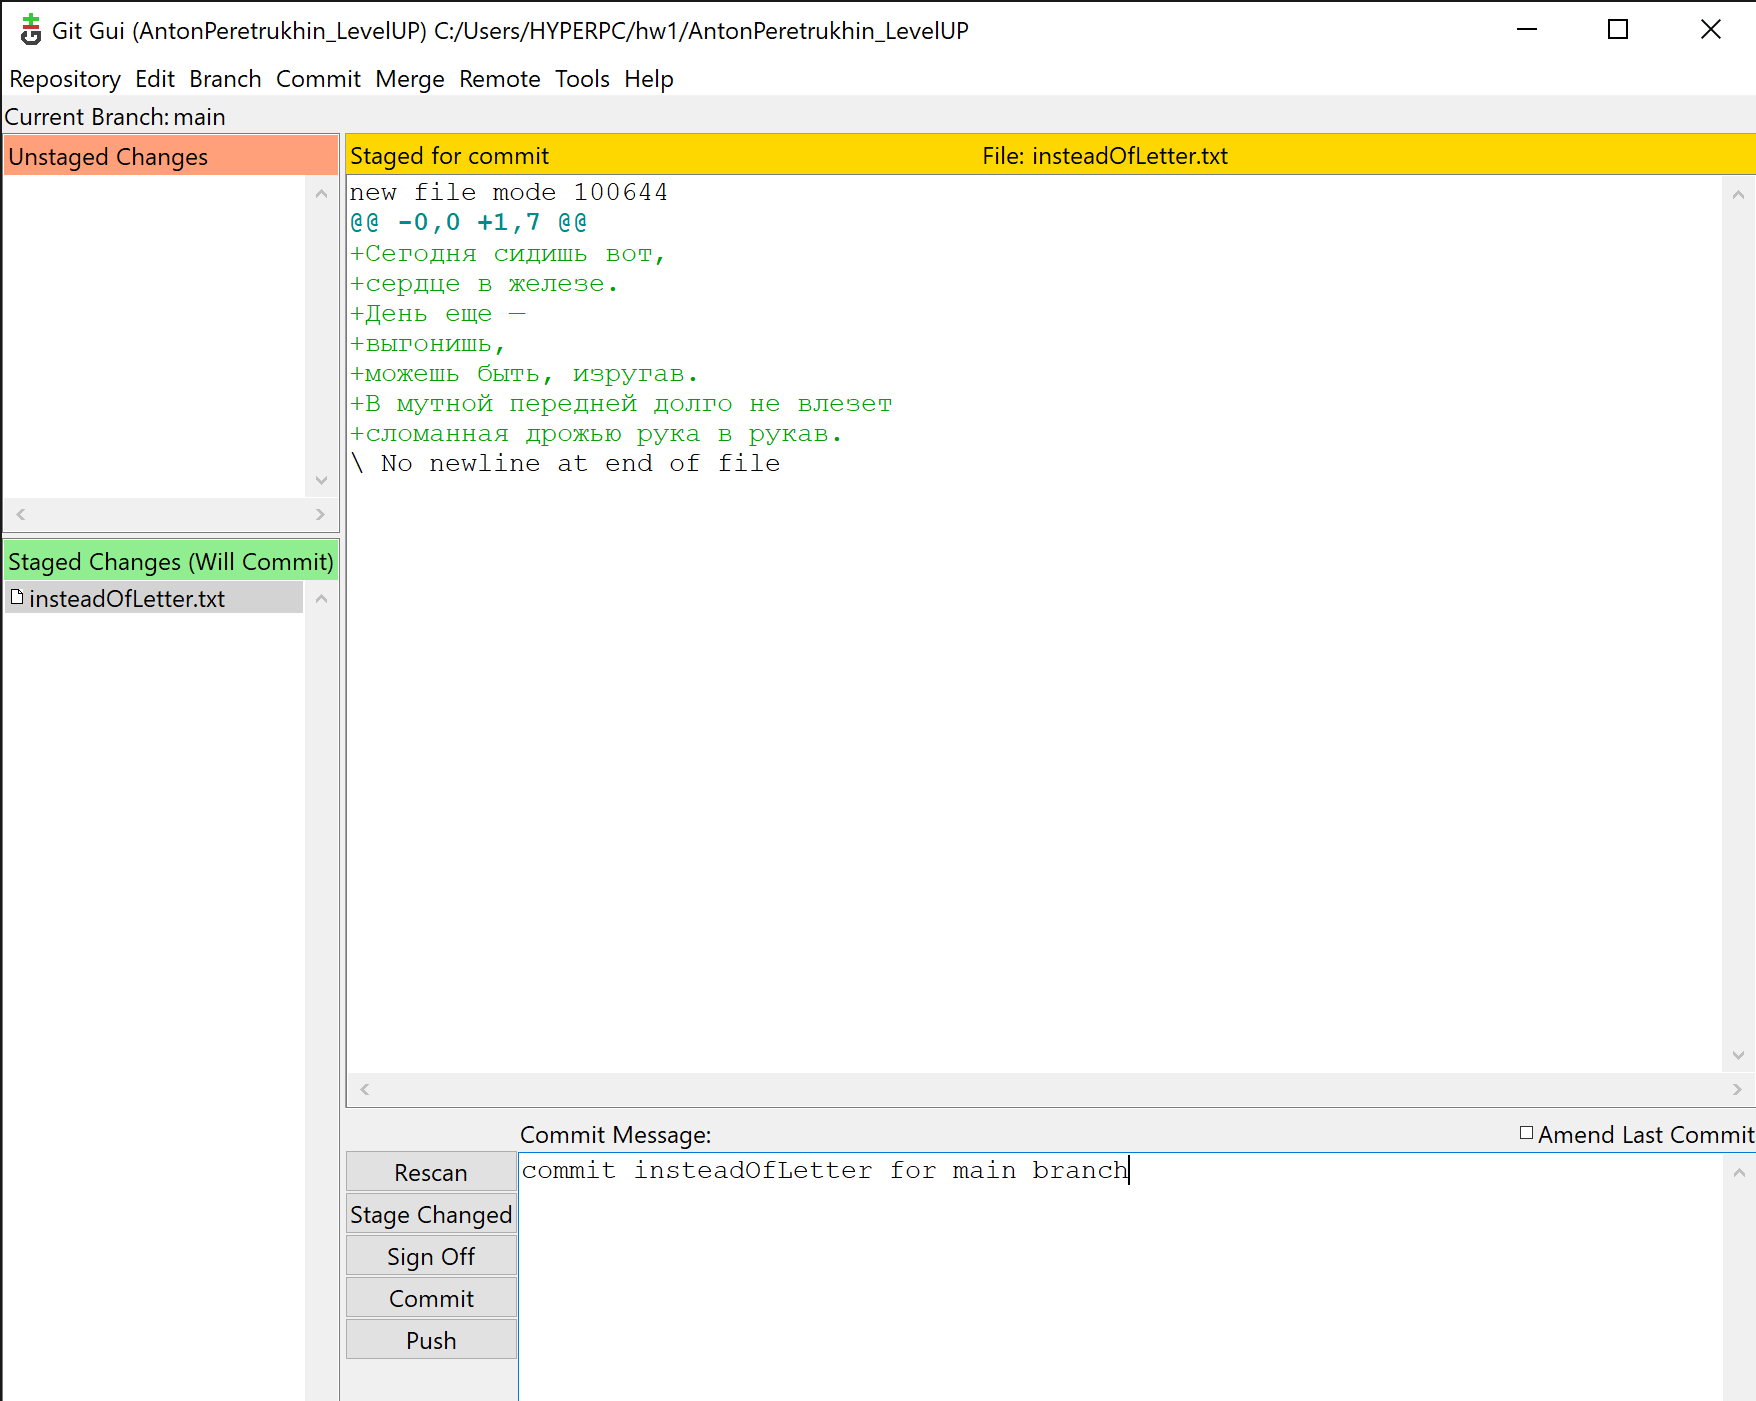 Git Gui (AntonPeretrukhin_LevelUP) C:/Users/HYPERPC/hw1/AntonPeretrukhin_LevelUP
Repository Edit Branch Commit Merge Remote Tools Help
Current Branch: main
Unstaged Changes
Staged for commit File: insteadOfLetter.txt
new file mode 100644
@@ -0,0 +1,7 @@
+Сегодня сидишь вот,
+сердце в железе.
+День еще —
+выгонишь,
+можешь быть, изругав.
+В мутной передней долго не влезет
+сломанная дрожью рука в рукав.
\ No newline at end of file
Staged Changes (Will Commit)
insteadOfLetter.txt
Commit Message:
Amend Last Commit
Rescan
Stage Changed
Sign Off
Commit
Push
commit insteadOfLetter for main branch